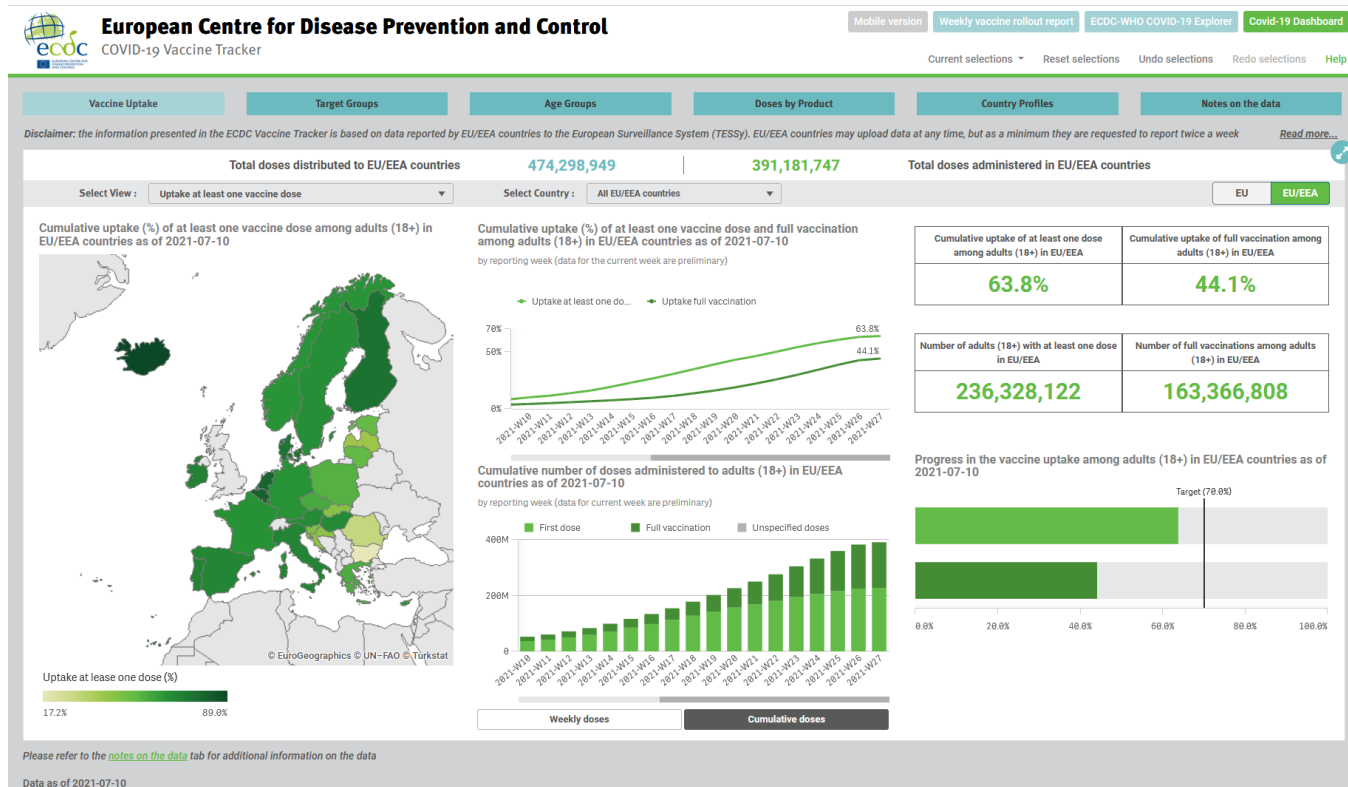 European Centre for Disease Prevention and Control
COVID-19 Vaccine Tracker
ecdc
EUROPEAN CENTRE FOR
DISEASE PREVENTION
AND CONTROL
Mobile version
Weekly vaccine rollout report
ECDC-WHO COVID-19 Explorer
Covid-19 Dashboard
Current selections
Reset selections
Undo selections
Redo selections
Help
Vaccine Uptake
Target Groups
Age Groups
Doses by Product
Country Profiles
Notes on the data
Disclaimer: the information presented in the ECDC Vaccine Tracker is based on data reported by EU/EEA countries to the European Surveillance System (TESSy). EU/EEA countries may upload data at any time, but as a minimum they are requested to report twice a week
Read more...
Total doses distributed to EU/EEA countries
474,298,949
391,181,747
Total doses administered in EU/EEA countries
Select View :
Uptake at least one vaccine dose
Select Country :
All EU/EEA countries
EU
EU/EEA
Cumulative uptake (%) of at least one vaccine dose among adults (18+) in
EU/EEA countries as of 2021-07-10
© EuroGeographics © UN–FAO © Turkstat
Uptake at lease one dose (%)
17.2%
89.0%
Cumulative uptake (%) of at least one vaccine dose and full vaccination
among adults (18+) in EU/EEA countries as of 2021-07-10
by reporting week (data for the current week are preliminary)
Uptake at least one do...
Uptake full vaccination
70%
50%
0%
63.8%
44.1%
2021-W10
2021-W11
2021-W12
2021-W13
2021-W14
2021-W15
2021-W16
2021-W17
2021-W18
2021-W19
2021-W20
2021-W21
2021-W22
2021-W23
2021-W24
2021-W25
2021-W26
2021-W27
Cumulative number of doses administered to adults (18+) in EU/EEA
countries as of 2021-07-10
by reporting week (data for current week are preliminary)
First dose
Full vaccination
Unspecified doses
400M
200M
0
2021-W10
2021-W11
2021-W12
2021-W13
2021-W14
2021-W15
2021-W16
2021-W17
2021-W18
2021-W19
2021-W20
2021-W21
2021-W22
2021-W23
2021-W24
2021-W25
2021-W26
2021-W27
Weekly doses
Cumulative doses
Cumulative uptake of at least one dose
among adults (18+) in EU/EEA
63.8%
Cumulative uptake of full vaccination among
adults (18+) in EU/EEA
44.1%
Number of adults (18+) with at least one dose
in EU/EEA
236,328,122
Number of full vaccinations among adults
(18+) in EU/EEA
163,366,808
Progress in the vaccine uptake among adults (18+) in EU/EEA countries as of
2021-07-10
Target (70.0%)
0.0%
20.0%
40.0%
60.0%
80.0%
100.0%
Please refer to the notes on the data tab for additional information on the data
Data as of 2021-07-10